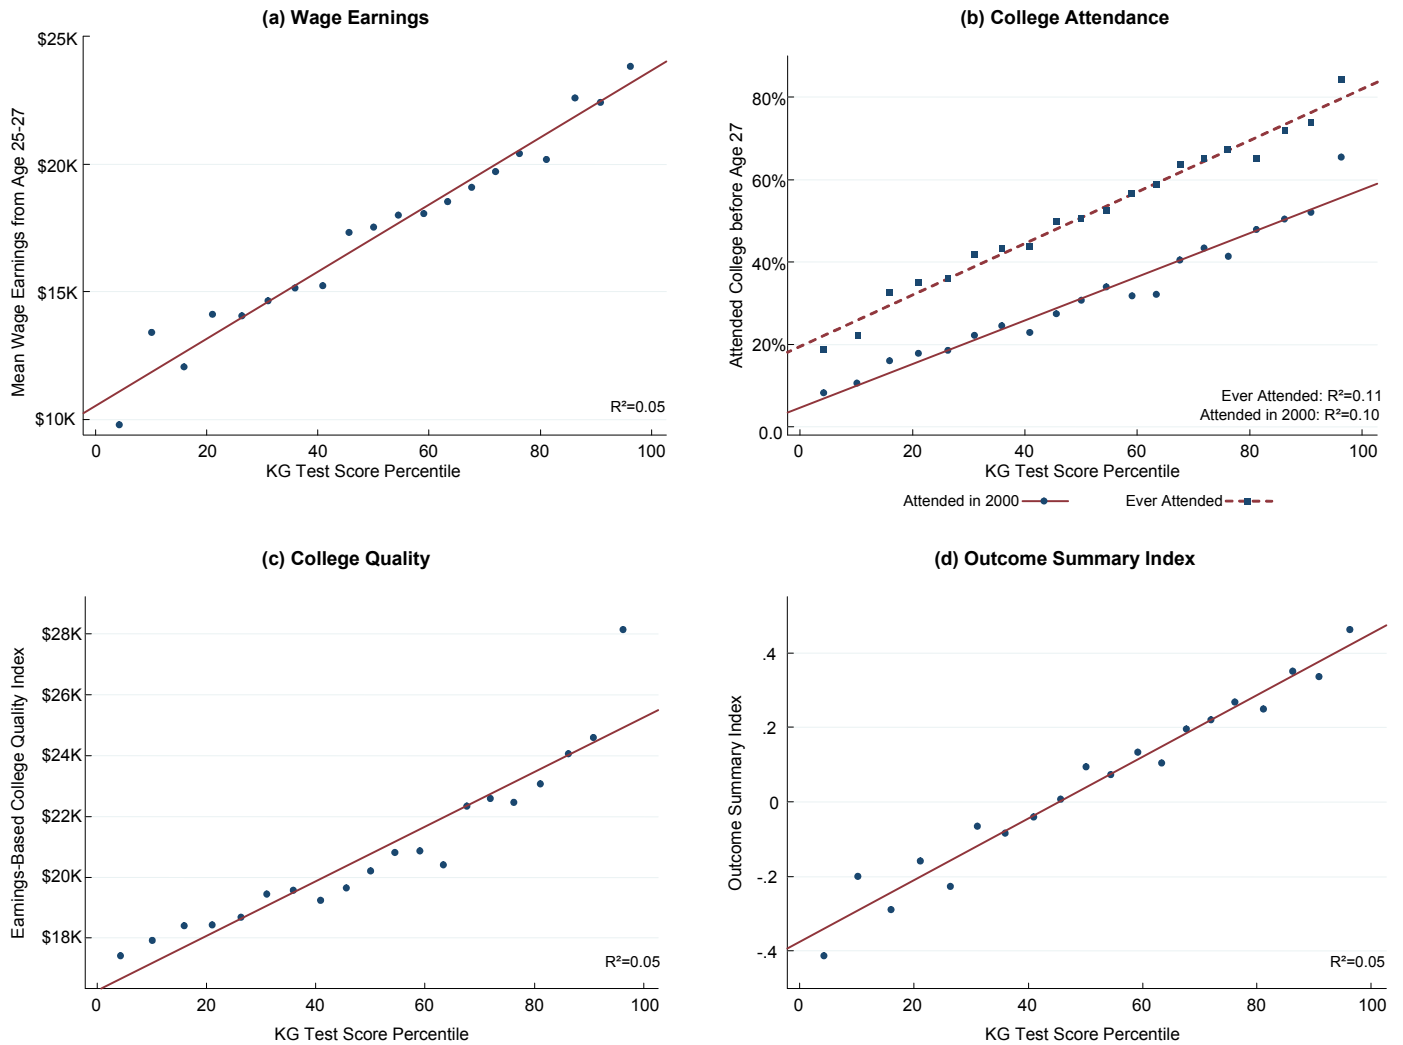 (a) Wage Earnings
$25K
$20K
$15K
$10K
Mean Wage Earnings from Age 25-27
R²=0.05
0 20 40 60 80 100
KG Test Score Percentile
(b) College Attendance
80%
60%
40%
20%
0.0
Attended College before Age 27
Ever Attended: R²=0.11
Attended in 2000: R²=0.10
0 20 40 60 80 100
KG Test Score Percentile
Attended in 2000 Ever Attended
(c) College Quality
$28K
$26K
$24K
$22K
$20K
$18K
Earnings-Based College Quality Index
R²=0.05
0 20 40 60 80 100
KG Test Score Percentile
(d) Outcome Summary Index
.4
.2
0
-.2
-.4
Outcome Summary Index
R²=0.05
0 20 40 60 80 100
KG Test Score Percentile